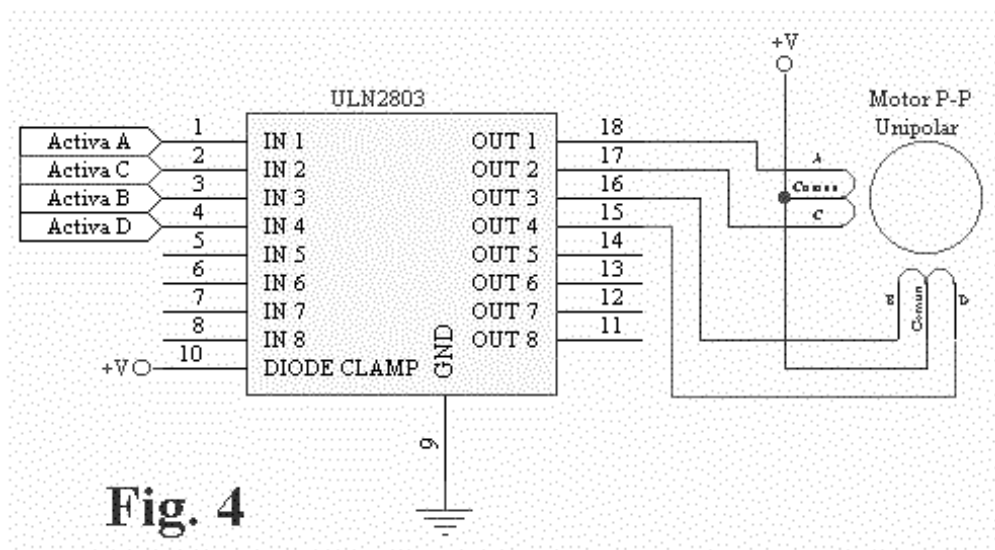 +V
ULN2803
Motor P-P
Unipolar
Activa A
1
IN 1
OUT 1
18
A
Activa C
2
IN 2
OUT 2
17
Comun
Activa B
3
IN 3
OUT 3
16
C
Activa D
4
IN 4
OUT 4
15
5
IN 5
OUT 5
14
6
IN 6
OUT 6
13
7
IN 7
OUT 7
12
8
IN 8
OUT 8
11
B
Comun
D
+V
10
DIODE CLAMP
GND
9
Fig. 4